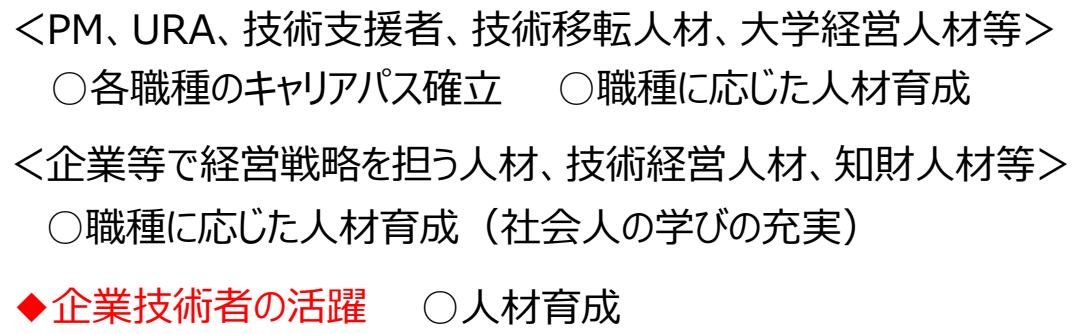 ＜PM、URA、技術支援者、技術移転人材、大学経営人材等＞
○各職種のキャリアパス確立　○職種に応じた人材育成
＜企業等で経営戦略を担う人材、技術経営人材、知財人材等＞
○職種に応じた人材育成（社会人の学びの充実）
◆企業技術者の活躍　○人材育成